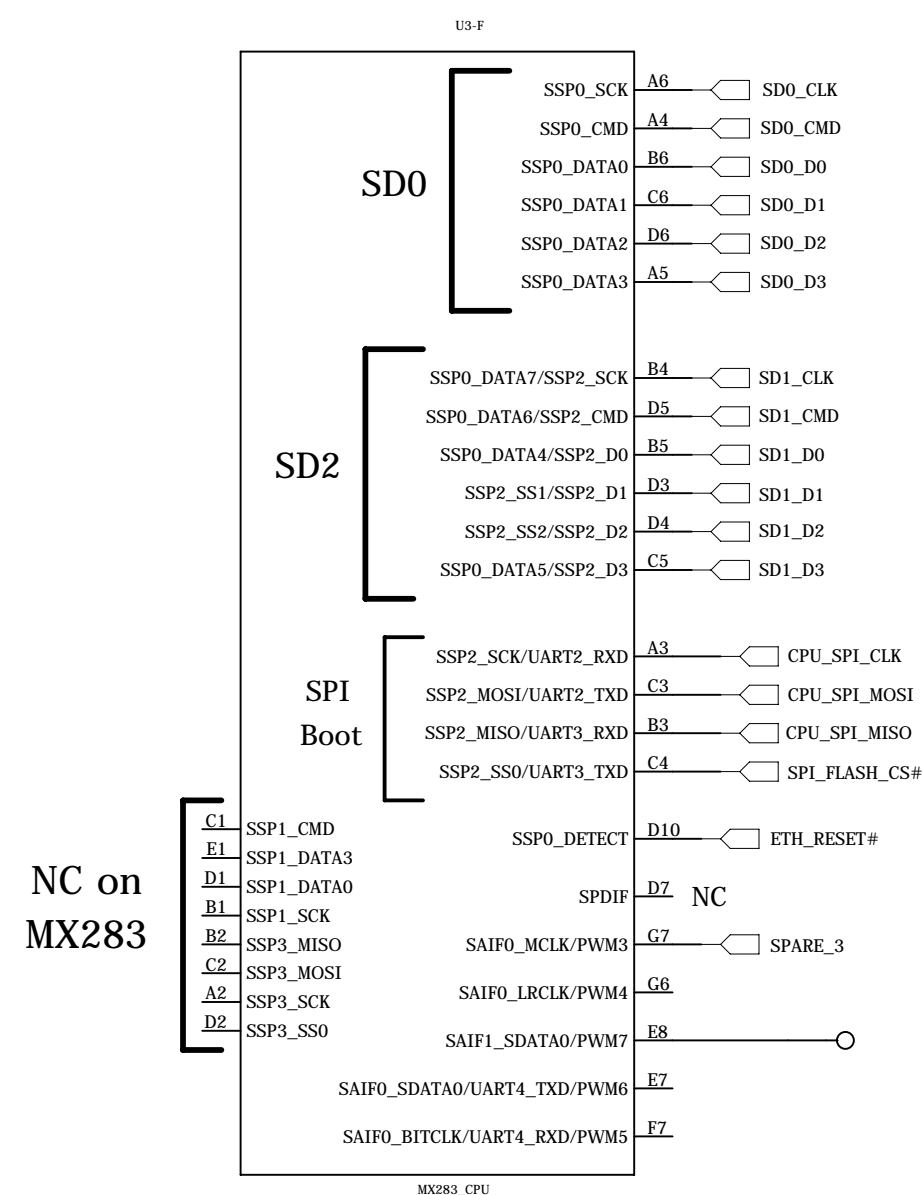 U3-F
SD0
SSP0_SCK A6 SD0_CLK
SSP0_CMD A4 SD0_CMD
SSP0_DATA0 B6 SD0_D0
SSP0_DATA1 C6 SD0_D1
SSP0_DATA2 D6 SD0_D2
SSP0_DATA3 A5 SD0_D3
SD2
SSP0_DATA7/SSP2_SCK B4 SD1_CLK
SSP0_DATA6/SSP2_CMD D5 SD1_CMD
SSP0_DATA4/SSP2_D0 B5 SD1_D0
SSP2_SS1/SSP2_D1 D3 SD1_D1
SSP2_SS2/SSP2_D2 D4 SD1_D2
SSP0_DATA5/SSP2_D3 C5 SD1_D3
SPI
Boot
SSP2_SCK/UART2_RXD A3 CPU_SPI_CLK
SSP2_MOSI/UART2_TXD C3 CPU_SPI_MOSI
SSP2_MISO/UART3_RXD B3 CPU_SPI_MISO
SSP2_SS0/UART3_TXD C4 SPI_FLASH_CS#
NC on
MX283
C1 SSP1_CMD
E1 SSP1_DATA3
D1 SSP1_DATA0
B1 SSP1_SCK
B2 SSP3_MISO
C2 SSP3_MOSI
A2 SSP3_SCK
D2 SSP3_SS0
SSP0_DETECT D10 ETH_RESET#
SPDIF D7 NC
SAIF0_MCLK/PWM3 G7 SPARE_3
SAIF0_LRCLK/PWM4 G6
SAIF1_SDATA0/PWM7 E8
SAIF0_SDATA0/UART4_TXD/PWM6 E7
SAIF0_BITCLK/UART4_RXD/PWM5 F7
MX283_CPU